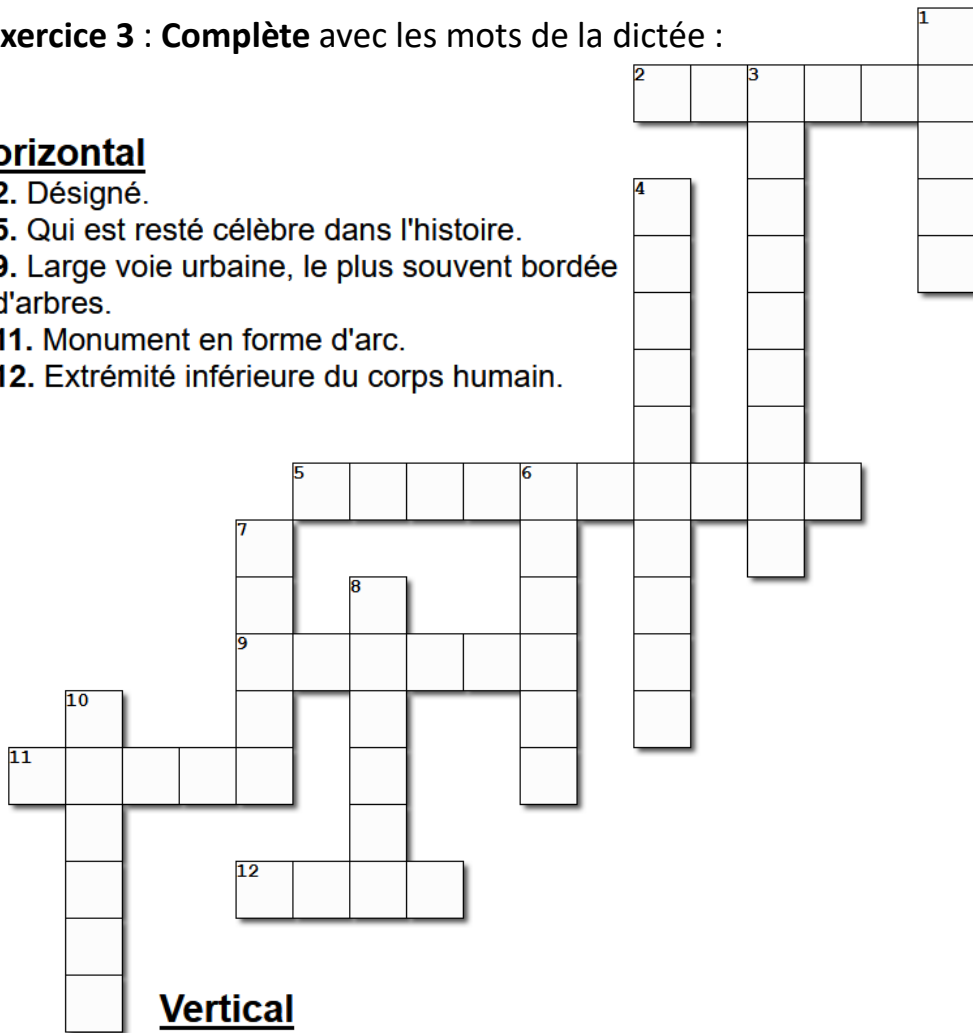 xercice 3 : Complète avec les mots de la dictée :
orizontal
2. Désigné.
5. Qui est resté célèbre dans l'histoire.
9. Large voie urbaine, le plus souvent bordée
d'arbres.
11. Monument en forme d'arc.
12. Extrémité inférieure du corps humain.
1
2 3
4
5 6
7
8
9
10
11
12
Vertical